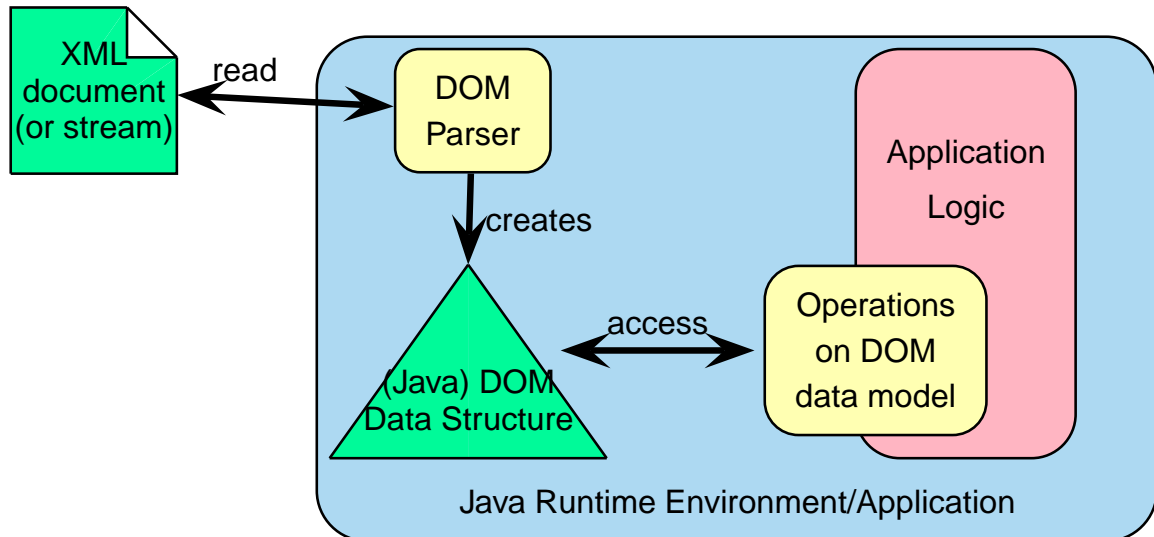 XML
document
(or stream)
read
DOM
Parser
creates
(Java) DOM
Data Structure
access
Application
Logic
Operations
on DOM
data model
Java Runtime Environment/Application